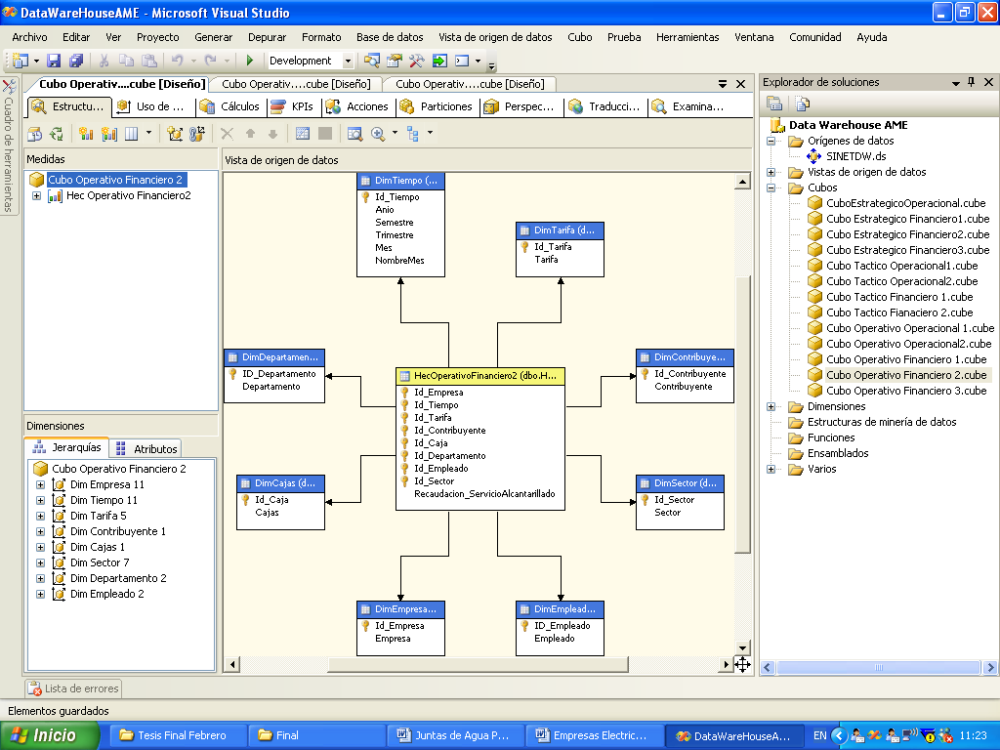 DataWareHouseAME - Microsoft Visual Studio
Archivo Editar Ver Proyecto Generar Depurar Formato Base de datos Vista de origen de datos Cubo Prueba Herramientas Ventana Comunidad Ayuda
Development
Cuadro de herramientas
Cubo Operativ....cube [Diseño] Cubo Operativ....cube [Diseño] Cubo Operativ....cube [Diseño]
Estructu... Uso de ... Cálculos KPIs Acciones Particiones Perspec... Traducci... Examina...
Medidas
Cubo Operativo Financiero 2
Hec Operativo Financiero2
Dimensiones
Jerarquías Atributos
Cubo Operativo Financiero 2
Dim Empresa 11
Dim Tiempo 11
Dim Tarifa 5
Dim Contribuyente 1
Dim Cajas 1
Dim Sector 7
Dim Departamento 2
Dim Empleado 2
Vista de origen de datos
DimTiempo (...
Id_Tiempo
Anio
Semestre
Trimestre
Mes
NombreMes
DimTarifa (d...
Id_Tarifa
Tarifa
DimDepartamen...
ID_Departamento
Departamento
HecOperativoFinanciero2 (dbo.H...
Id_Empresa
Id_Tiempo
Id_Tarifa
Id_Contribuyente
Id_Caja
Id_Departamento
Id_Empleado
Id_Sector
Recaudacion_ServicioAlcantarillado
DimContribuye...
Id_Contribuyente
Contribuyente
DimCajas (d...
Id_Caja
Cajas
DimSector (d...
Id_Sector
Sector
DimEmpresa...
Id_Empresa
Empresa
DimEmplead...
ID_Empleado
Empleado
Explorador de soluciones
Data Warehouse AME
Orígenes de datos
SINETDW.ds
Vistas de origen de datos
Cubos
CuboEstrategicoOperacional.cube
Cubo Estrategico Financiero1.cube
Cubo Estrategico Financiero2.cube
Cubo Estrategico Financiero3.cube
Cubo Tactico Operacional1.cube
Cubo Tactico Operacional2.cube
Cubo Tactico Financiero 1.cube
Cubo Tactico Fianaciero 2.cube
Cubo Operativo Operacional 1.cube
Cubo Operativo Operacional2.cube
Cubo Operativo Financiero 1.cube
Cubo Operativo Financiero 2.cube
Cubo Operativo Financiero 3.cube
Dimensiones
Estructuras de minería de datos
Funciones
Ensamblados
Varios
Lista de errores
Elementos guardados
Inicio Tesis Final Febrero Final Juntas de Agua P... Empresas Electric... DataWareHouseA... EN 11:23